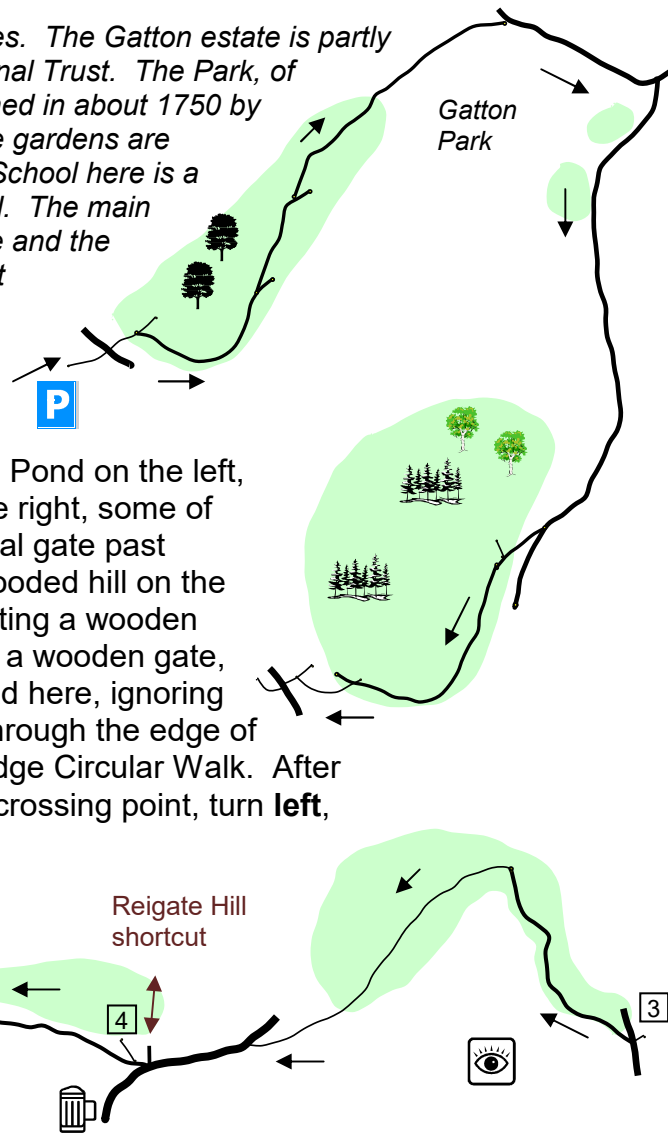 es. The Gatton estate is partly
nal Trust. The Park, of
ned in about 1750 by
e gardens are
School here is a
l. The main
e and the
t
Gatton
Park
P
Pond on the left,
e right, some of
al gate past
ooded hill on the
ting a wooden
a wooden gate,
d here, ignoring
hrough the edge of
dge Circular Walk. After
crossing point, turn left,
Reigate Hill
shortcut
4
3